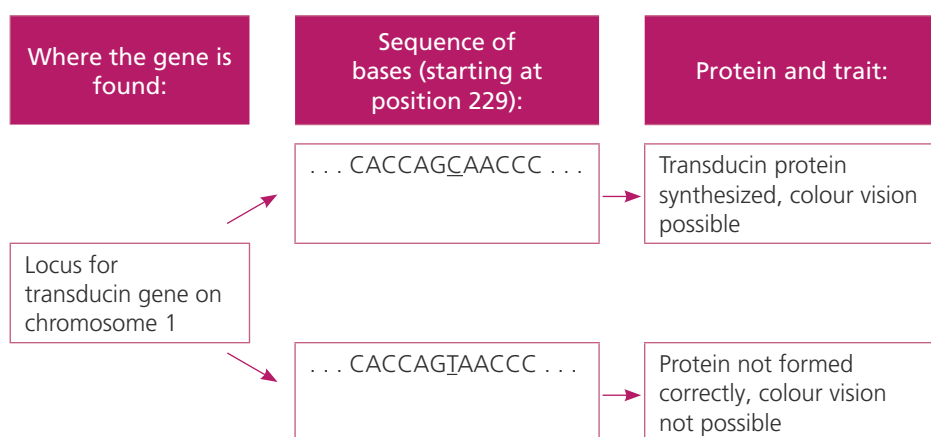 Where the gene is
found:
Sequence of
bases (starting at
position 229):
Protein and trait:
. . . CACCAGCAACCC . . .
Transducin protein
synthesized, colour vision
possible
Locus for
transducin gene on
chromosome 1
. . . CACCAGTAACCC . . .
Protein not formed
correctly, colour vision
not possible